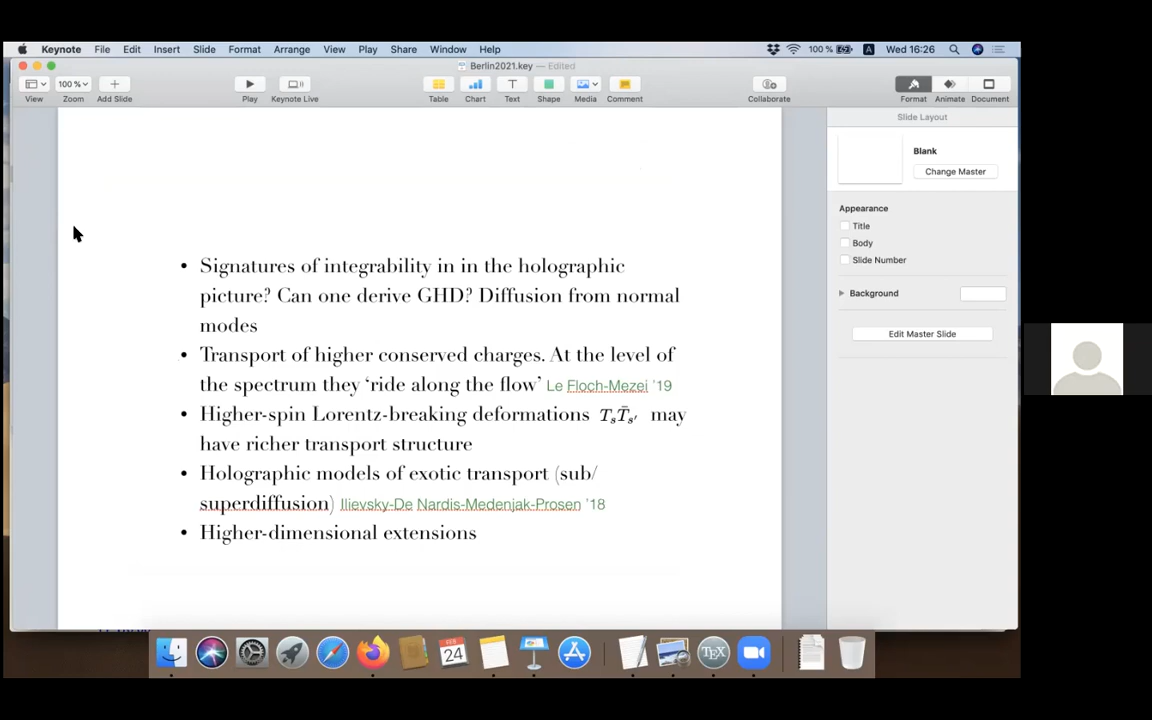 Keynote File Edit Insert Slide Format Arrange View Play Share Window Help 100 % A Wed 16:26
Berlin2021.key — Edited
100 %
View Zoom Add Slide Play Keynote Live Table Chart Text Shape Media Comment Collaborate Format Animate Document
Slide Layout
Blank
Change Master
Appearance
Title
Body
Slide Number
Background
Edit Master Slide
• Signatures of integrability in in the holographic
picture? Can one derive GHD? Diffusion from normal
modes
• Transport of higher conserved charges. At the level of
the spectrum they ‘ride along the flow’ Le Floch-Mezei ’19
• Higher-spin Lorentz-breaking deformations TₛT̄ₛ′ may
have richer transport structure
• Holographic models of exotic transport (sub/
superdiffusion) Ilievsky-De Nardis-Medenjak-Prosen ’18
• Higher-dimensional extensions
FEB
24
TEX